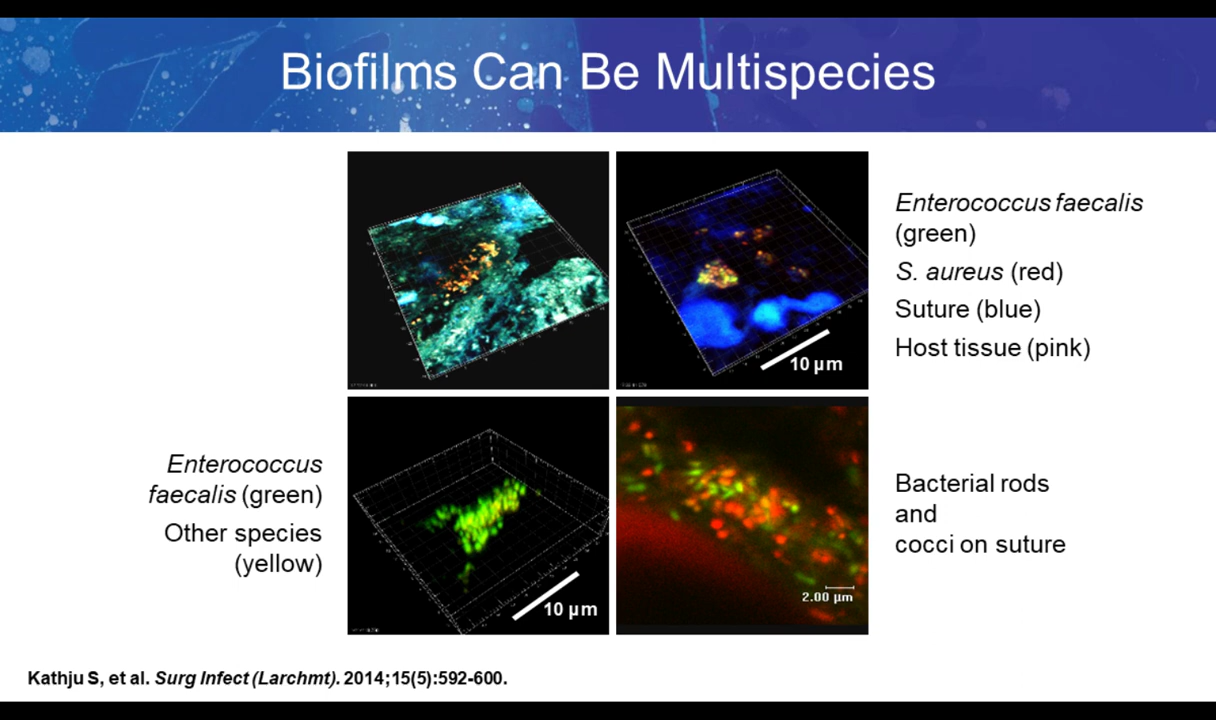 Biofilms Can Be Multispecies
Enterococcus faecalis
(green)
S. aureus (red)
Suture (blue)
Host tissue (pink)
10 µm
Enterococcus
faecalis (green)
Other species
(yellow)
10 µm
Bacterial rods
and
cocci on suture
2.00 µm
Kathju S, et al. Surg Infect (Larchmt). 2014;15(5):592-600.